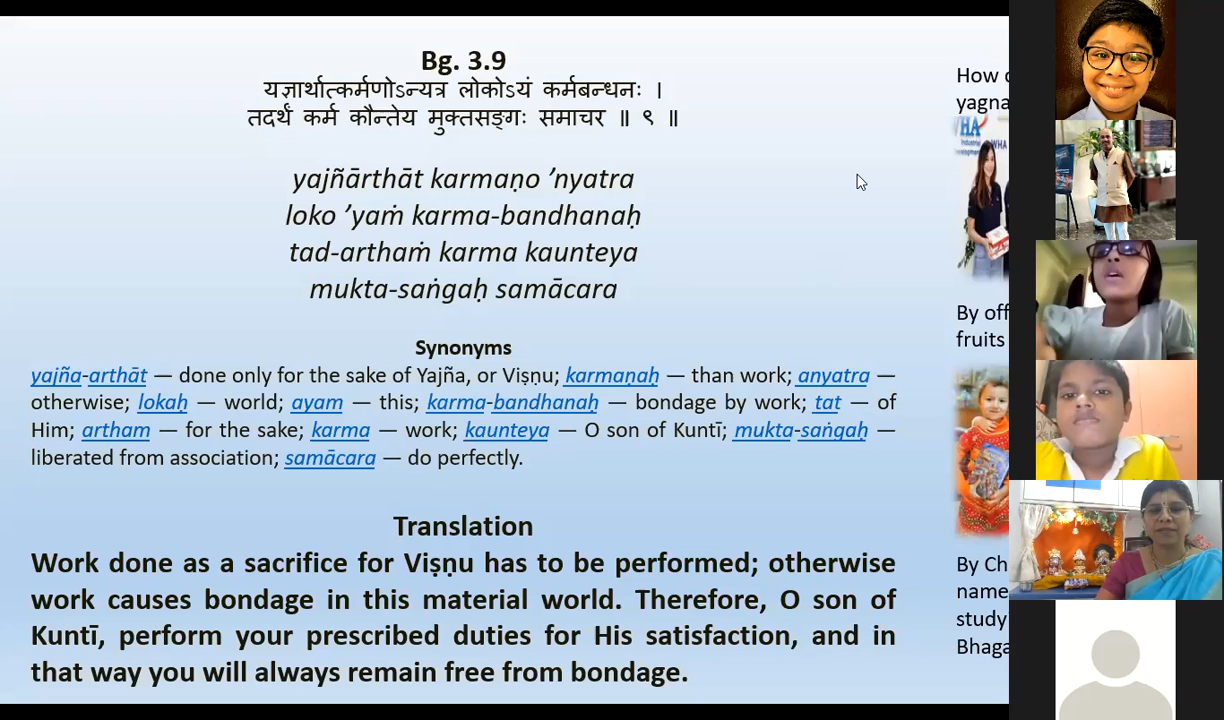 Bg. 3.9
यज्ञार्थात्कर्मणोऽन्यत्र लोकोऽयं कर्मबन्धनः ।
तदर्थं कर्म कौन्तेय मुक्तसङ्गः समाचर ॥ ९ ॥
yajñārthāt karmaṇo ’nyatra
loko ’yaṁ karma-bandhanaḥ
tad-arthaṁ karma kaunteya
mukta-saṅgaḥ samācara
Synonyms
yajña-arthāt — done only for the sake of Yajña, or Viṣṇu; karmaṇaḥ — than work; anyatra —
otherwise; lokaḥ — world; ayam — this; karma-bandhanaḥ — bondage by work; tat — of
Him; artham — for the sake; karma — work; kaunteya — O son of Kuntī; mukta-saṅgaḥ —
liberated from association; samācara — do perfectly.
Translation
Work done as a sacrifice for Viṣṇu has to be performed; otherwise
work causes bondage in this material world. Therefore, O son of
Kuntī, perform your prescribed duties for His satisfaction, and in
that way you will always remain free from bondage.
How
yagna
WHA
By
fruits
By
name
study